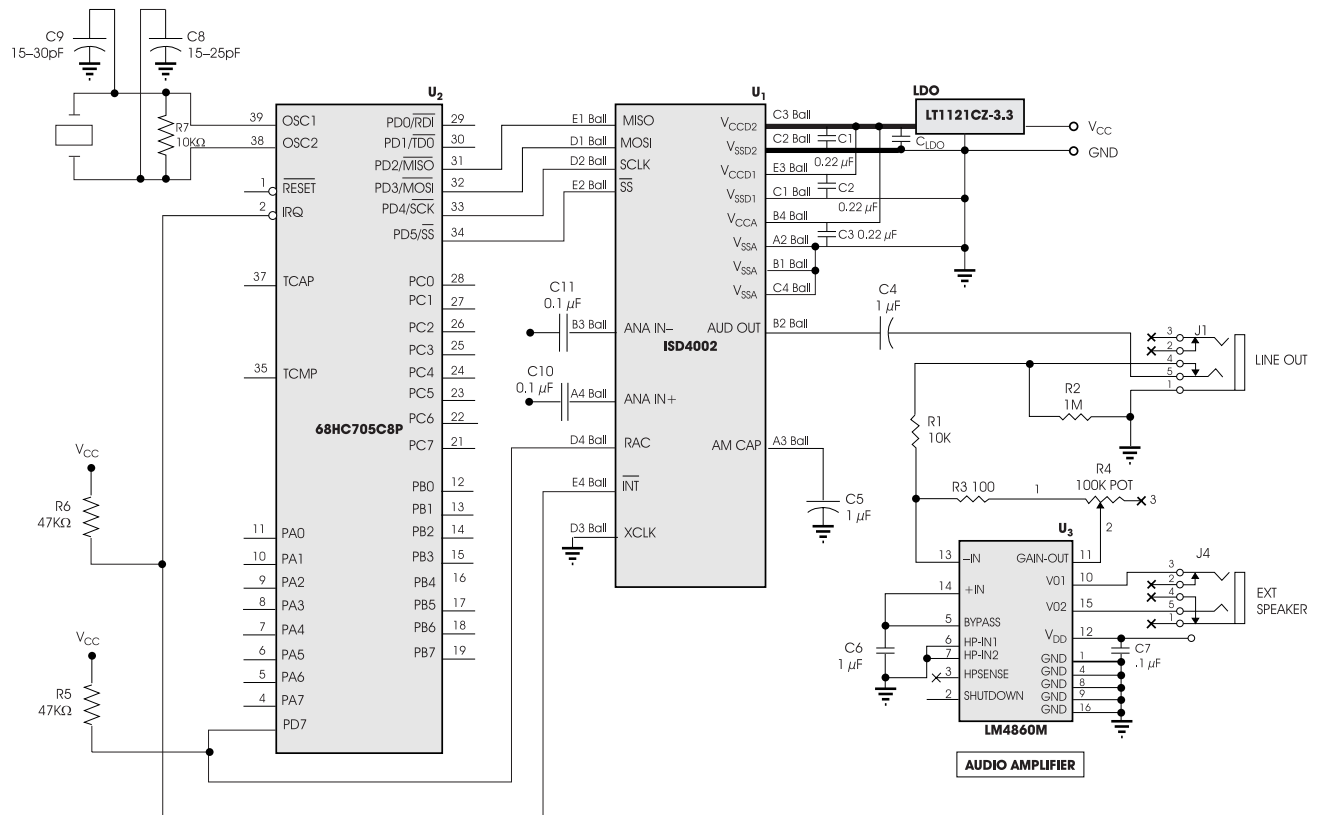 C9
15–30pF
C8
15–25pF
R7
10KΩ
U2
39
OSC1
38
OSC2
1
RESET
2
IRQ
37
TCAP
35
TCMP
68HC705C8P
11
PA0
10
PA1
9
PA2
8
PA3
7
PA4
6
PA5
5
PA6
4
PA7
PD7
PD0/RDI
29
PD1/TD0
30
PD2/MISO
31
PD3/MOSI
32
PD4/SCK
33
PD5/SS
34
PC0
28
PC1
27
PC2
26
PC3
25
PC4
24
PC5
23
PC6
22
PC7
21
PB0
12
PB1
13
PB2
14
PB3
15
PB4
16
PB5
17
PB6
18
PB7
19
VCC
R6
47KΩ
VCC
R5
47KΩ
U1
E1 Ball
MISO
D1 Ball
MOSI
D2 Ball
SCLK
E2 Ball
SS
C11
0.1 µF
B3 Ball
ANA IN–
C10
0.1 µF
A4 Ball
ANA IN+
D4 Ball
RAC
E4 Ball
INT
D3 Ball
XCLK
ISD4002
VCCD2
C3 Ball
VSSD2
C2 Ball
VCCD1
E3 Ball
VSSD1
C1 Ball
VCCA
B4 Ball
VSSA
A2 Ball
VSSA
B1 Ball
VSSA
C4 Ball
AUD OUT
B2 Ball
AM CAP
A3 Ball
C1
0.22 µF
C2
0.22 µF
C3 0.22 µF
CLDO
LDO
LT1121CZ-3.3
VCC
GND
C4
1 µF
C5
1 µF
J1
3
2
4
5
1
LINE OUT
R2
1M
R1
10K
R3 100
1
R4
100K POT
3
2
U3
13
–IN
14
+IN
5
BYPASS
6
HP-IN1
7
HP-IN2
3
HPSENSE
2
SHUTDOWN
GAIN-OUT
11
V01
10
V02
15
VDD
12
GND
1
GND
4
GND
8
GND
9
GND
16
LM4860M
C6
1 µF
C7
.1 µF
J4
3
2
4
5
1
EXT
SPEAKER
AUDIO AMPLIFIER